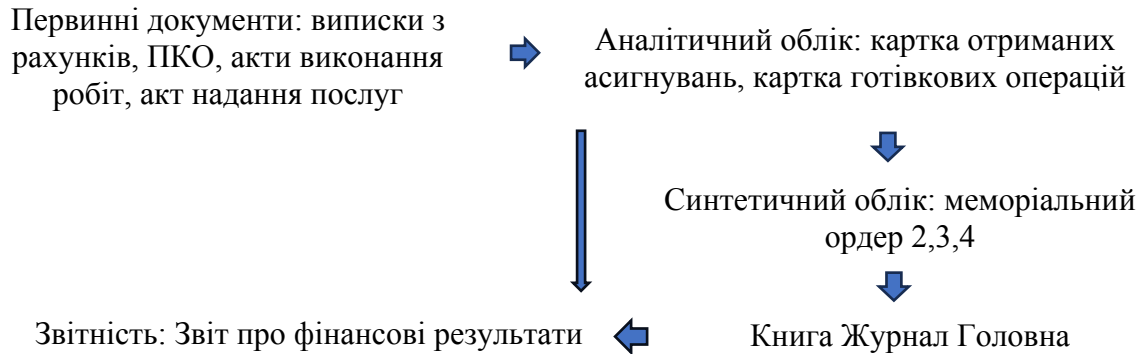 Первинні документи: виписки з
рахунків, ПКО, акти виконання
робіт, акт надання послуг
Аналітичний облік: картка отриманих
асигнувань, картка готівкових операцій
Синтетичний облік: меморіальний
ордер 2,3,4
Звітність: Звіт про фінансові результати
Книга Журнал Головна